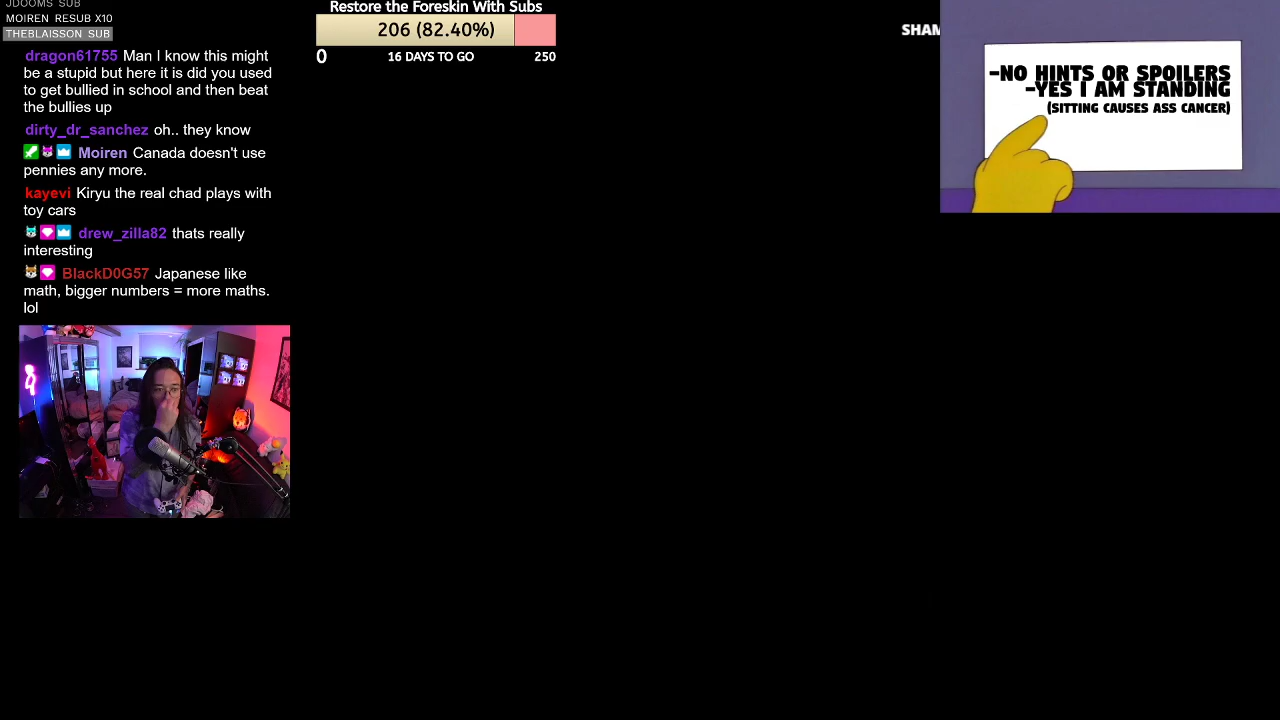 JDOOMS SUB
MOIREN RESUB X10
THEBLAISSON SUB
dragon61755 Man I know this might
be a stupid but here it is did you used
to get bullied in school and then beat
the bullies up
dirty_dr_sanchez oh.. they know
Moiren Canada doesn't use
pennies any more.
kayevi Kiryu the real chad plays with
toy cars
drew_zilla82 thats really
interesting
BlackD0G57 Japanese like
math, bigger numbers = more maths.
lol
Restore the Foreskin With Subs
206 (82.40%)
0 16 DAYS TO GO 250
SHAM
-NO HINTS OR SPOILERS
-YES I AM STANDING
(SITTING CAUSES ASS CANCER)